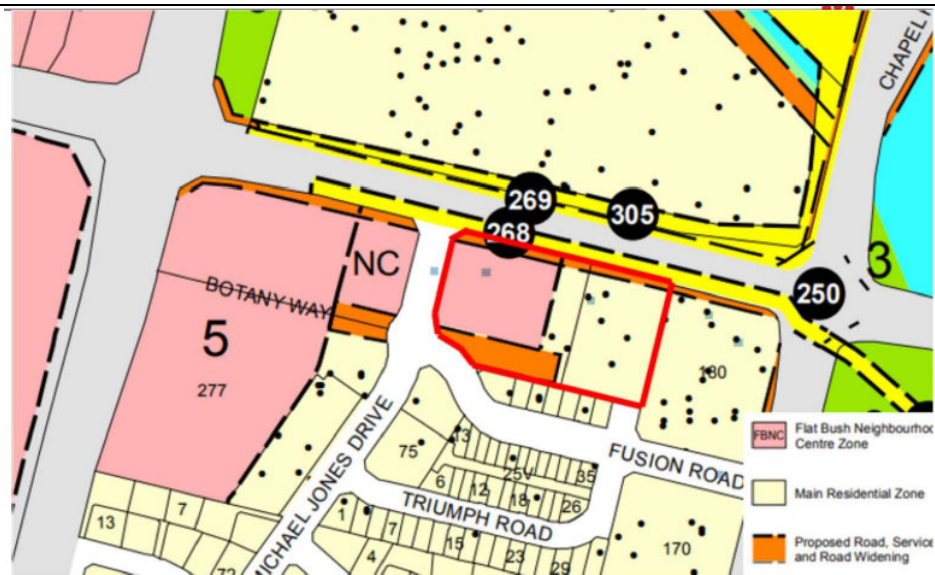 CHAPEL
269
305
268
NC
3
250
BOTANY WAY
5
277
180
MICHAEL JONES DRIVE
75
13
25V
35
FUSION ROAD
6
12
18
26
TRIUMPH ROAD
7
13
1
7
15
23
4
29
170
72
FBNC
Flat Bush Neighbourhoo
Centre Zone
Main Residential Zone
Proposed Road, Service
and Road Widening